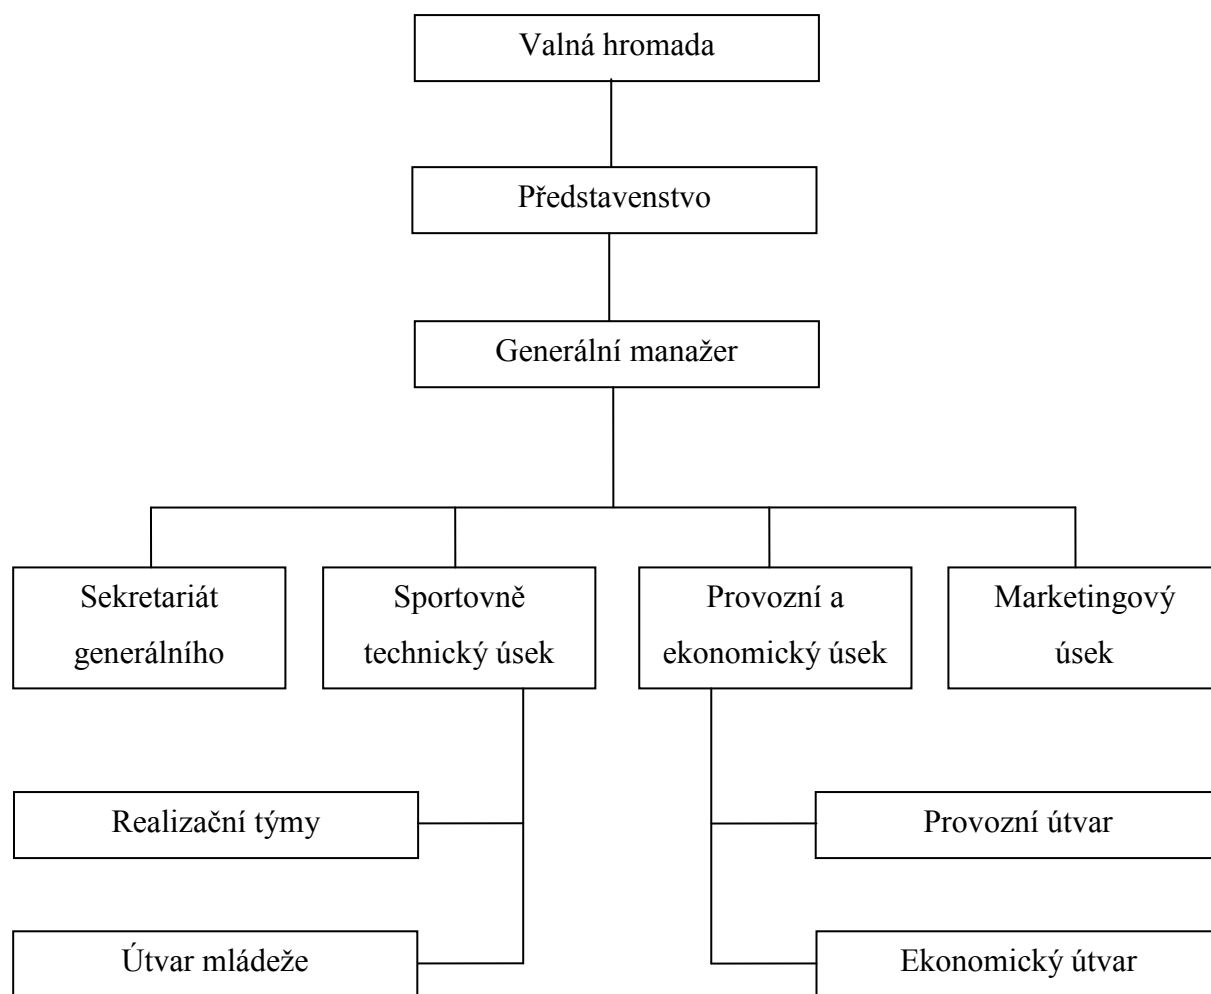 Valná hromada
Představenstvo
Generální manažer
Sekretariát
generálního
Sportovně
technický úsek
Provozní a
ekonomický úsek
Marketingový
úsek
Realizační týmy
Provozní útvar
Útvar mládeže
Ekonomický útvar